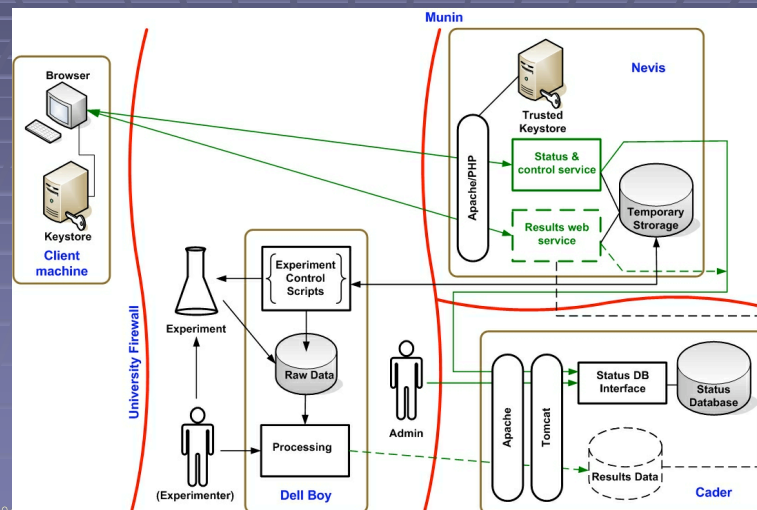 Munin
Browser
Keystore
Client
machine
University Firewall
Nevis
Trusted
Keystore
Apache/PHP
Status &
control service
Results web
service
Temporary
Strorage
Experiment
Control
Scripts
Experiment
Raw Data
Processing
(Experimenter)
Dell Boy
Admin
Apache
Tomcat
Status DB
Interface
Status
Database
Results Data
Cader